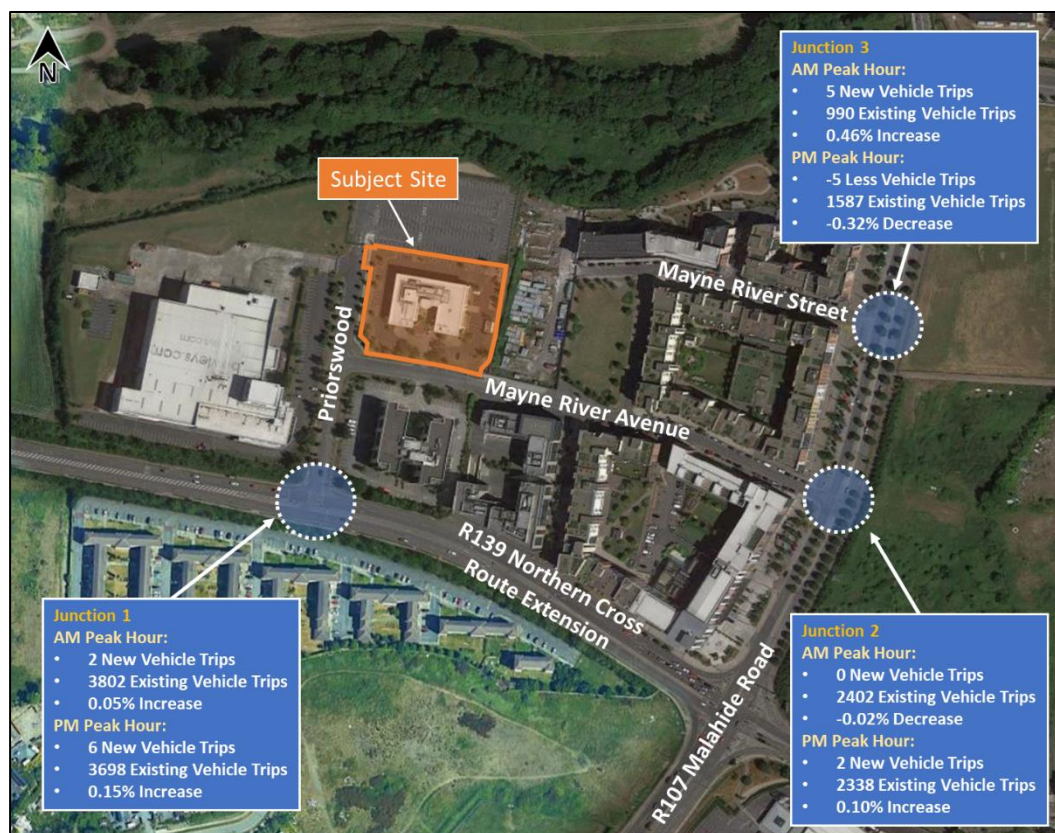 N
Junction 3
AM Peak Hour:
• 5 New Vehicle Trips
• 990 Existing Vehicle Trips
• 0.46% Increase
PM Peak Hour:
• -5 Less Vehicle Trips
• 1587 Existing Vehicle Trips
• -0.32% Decrease
Subject Site
Mayne River Street
Priorswood
Mayne River Avenue
R139 Northern Cross
Route Extension
R107 Malahide Road
Junction 1
AM Peak Hour:
• 2 New Vehicle Trips
• 3802 Existing Vehicle Trips
• 0.05% Increase
PM Peak Hour:
• 6 New Vehicle Trips
• 3698 Existing Vehicle Trips
• 0.15% Increase
Junction 2
AM Peak Hour:
• 0 New Vehicle Trips
• 2402 Existing Vehicle Trips
• -0.02% Decrease
PM Peak Hour:
• 2 New Vehicle Trips
• 2338 Existing Vehicle Trips
• 0.10% Increase